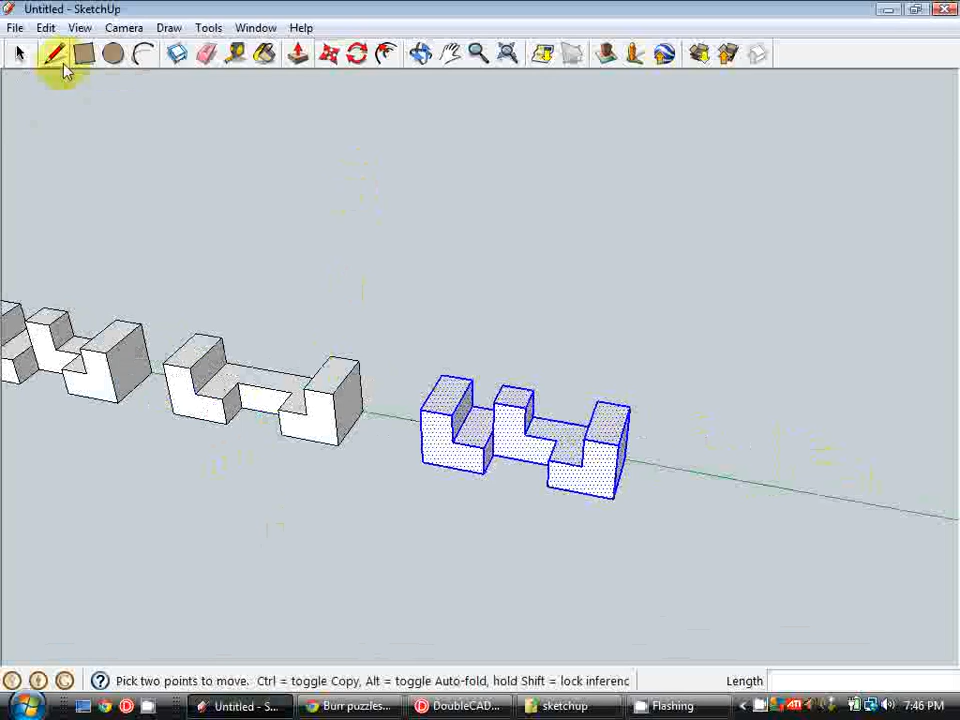 Untitled - SketchUp
File Edit View Camera Draw Tools Window Help
Pick two points to move. Ctrl = toggle Copy, Alt = toggle Auto-fold, hold Shift = lock inferenc Length
Untitled - S... Burr puzzles... DoubleCAD... sketchup Flashing ATI 7:46 PM